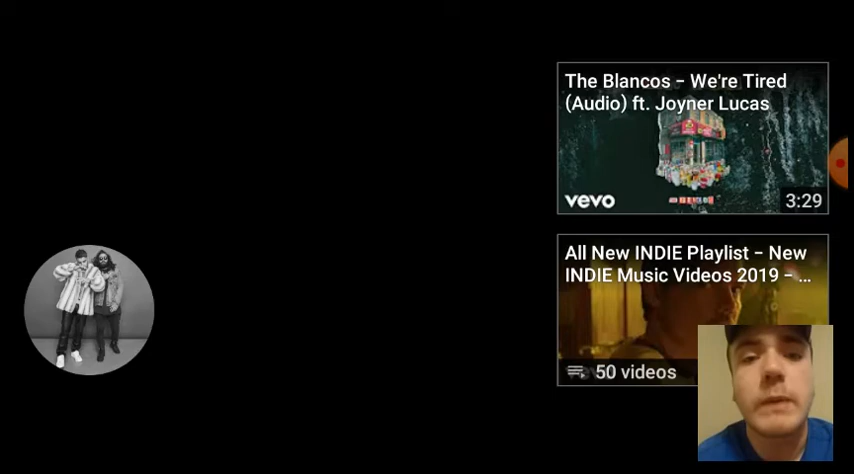 The Blancos - We're Tired
(Audio) ft. Joyner Lucas
vevo
3:29
All New INDIE Playlist - New
INDIE Music Videos 2019 - ...
50 videos